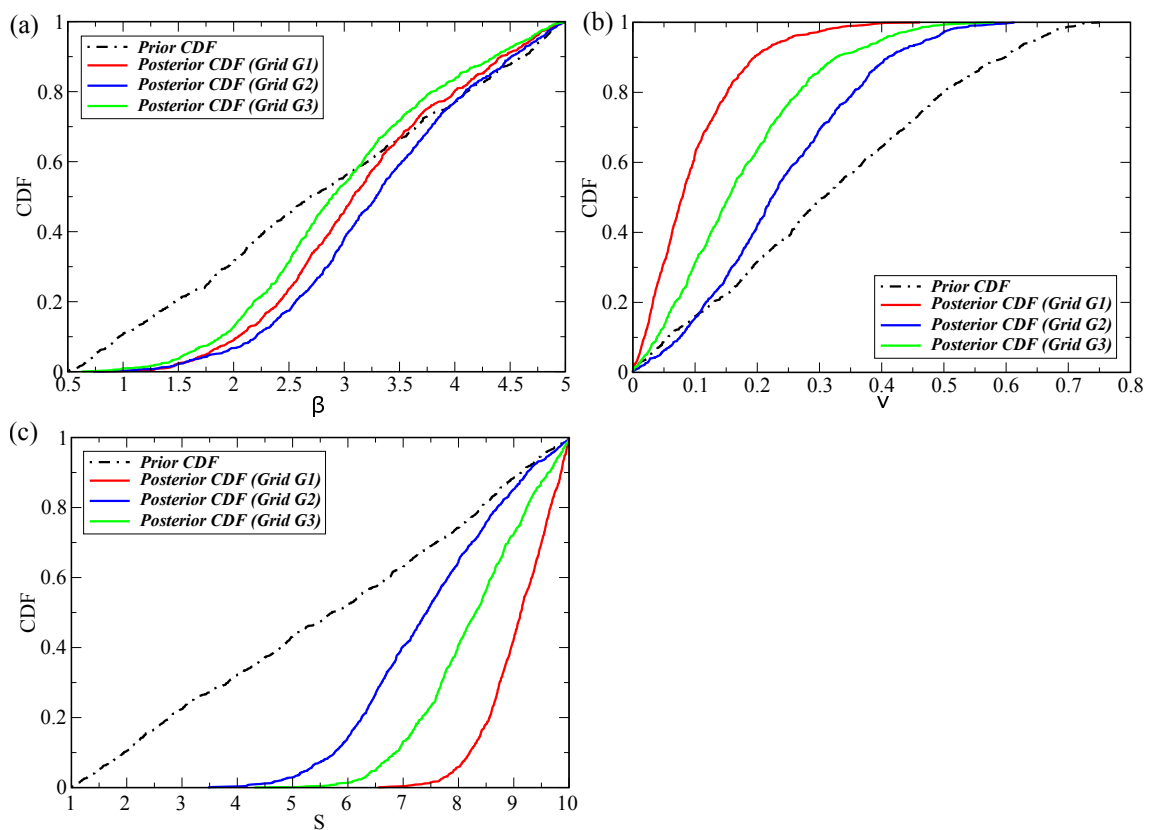 (a)
Prior CDF
Posterior CDF (Grid G1)
Posterior CDF (Grid G2)
Posterior CDF (Grid G3)
CDF
1
0.8
0.6
0.4
0.2
0
0.5 1 1.5 2 2.5 3 3.5 4 4.5 5
β
(b)
CDF
1
0.8
0.6
0.4
0.2
0
Prior CDF
Posterior CDF (Grid G1)
Posterior CDF (Grid G2)
Posterior CDF (Grid G3)
0 0.1 0.2 0.3 0.4 0.5 0.6 0.7 0.8
V
(c)
Prior CDF
Posterior CDF (Grid G1)
Posterior CDF (Grid G2)
Posterior CDF (Grid G3)
CDF
1
0.8
0.6
0.4
0.2
0
1 2 3 4 5 6 7 8 9 10
S